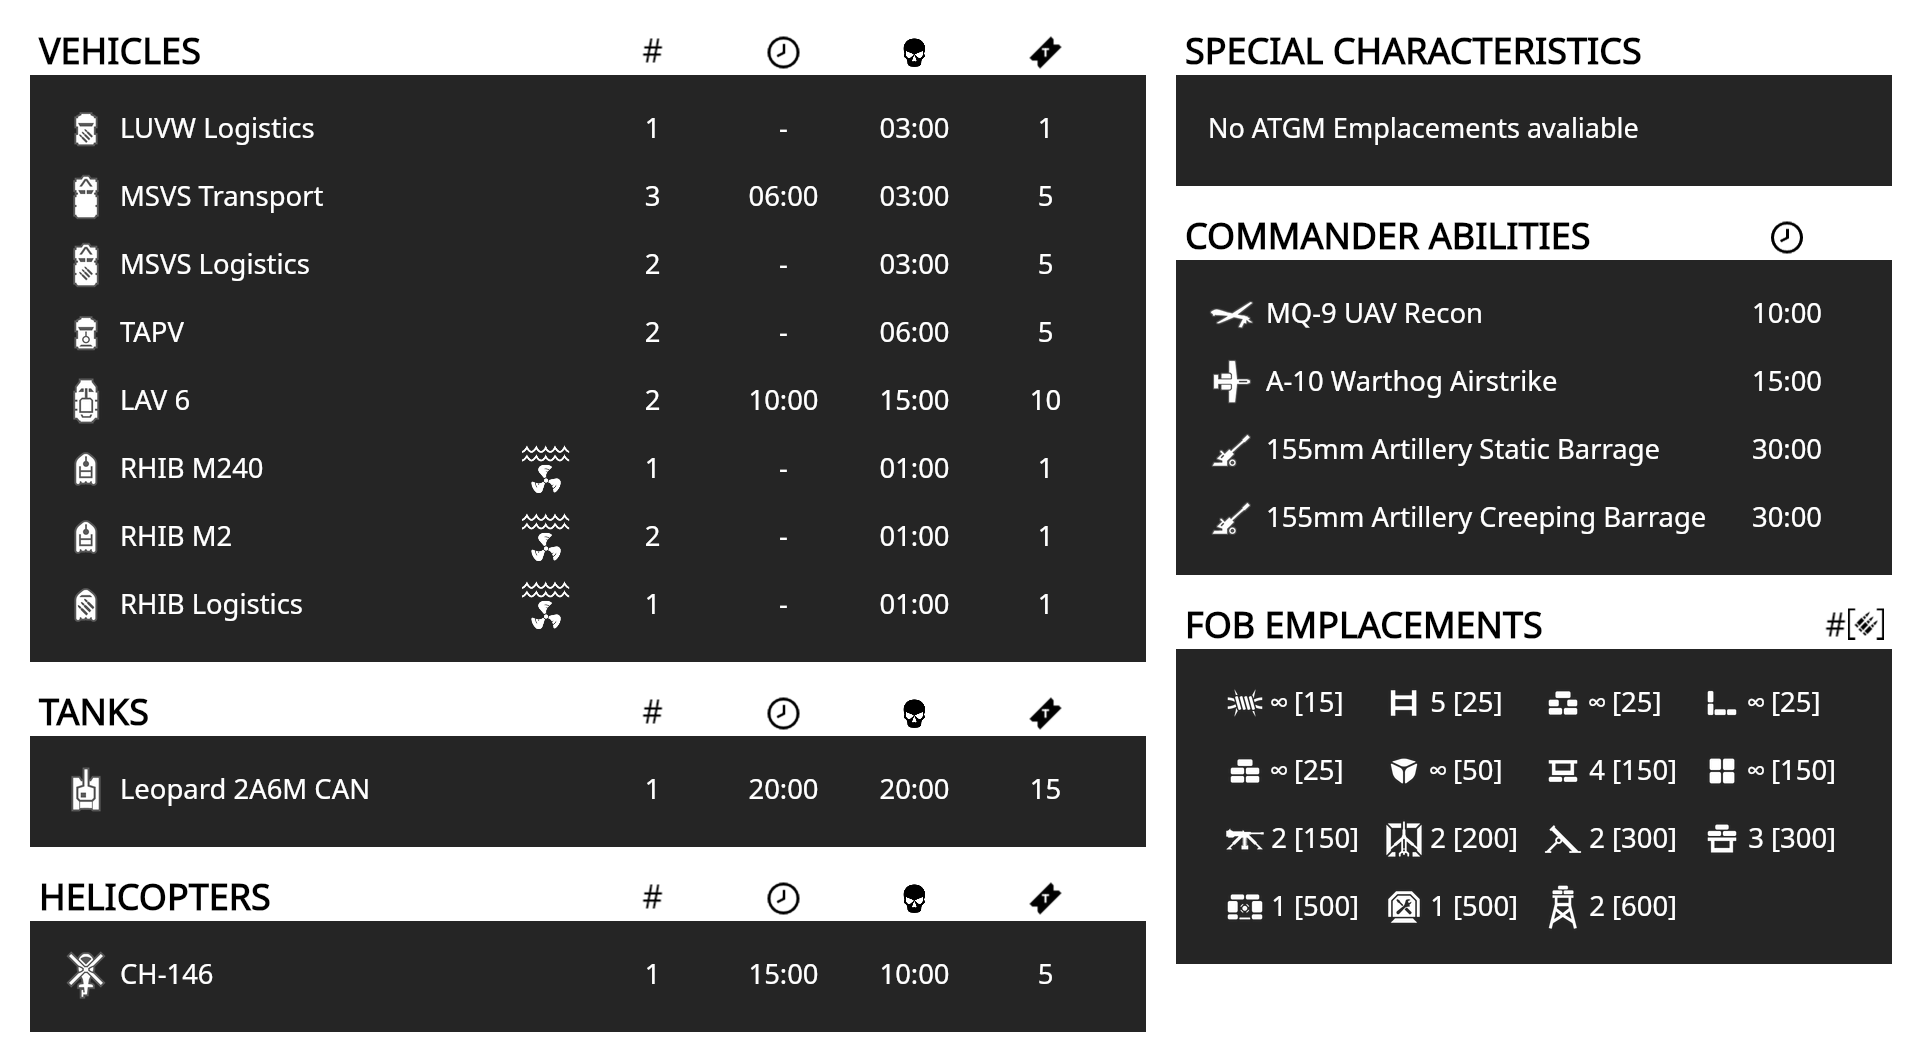 VEHICLES #
LUVW Logistics 1 - 03:00 1
MSVS Transport 3 06:00 03:00 5
MSVS Logistics 2 - 03:00 5
TAPV 2 - 06:00 5
LAV 6 2 10:00 15:00 10
RHIB M240 1 - 01:00 1
RHIB M2 2 - 01:00 1
RHIB Logistics 1 - 01:00 1
TANKS #
Leopard 2A6M CAN 1 20:00 20:00 15
HELICOPTERS #
CH-146 1 15:00 10:00 5
SPECIAL CHARACTERISTICS
No ATGM Emplacements avaliable
COMMANDER ABILITIES
MQ-9 UAV Recon 10:00
A-10 Warthog Airstrike 15:00
155mm Artillery Static Barrage 30:00
155mm Artillery Creeping Barrage 30:00
FOB EMPLACEMENTS #[ ]
∞ [15] 5 [25] ∞ [25] ∞ [25]
∞ [25] ∞ [50] 4 [150] ∞ [150]
2 [150] 2 [200] 2 [300] 3 [300]
1 [500] 1 [500] 2 [600]